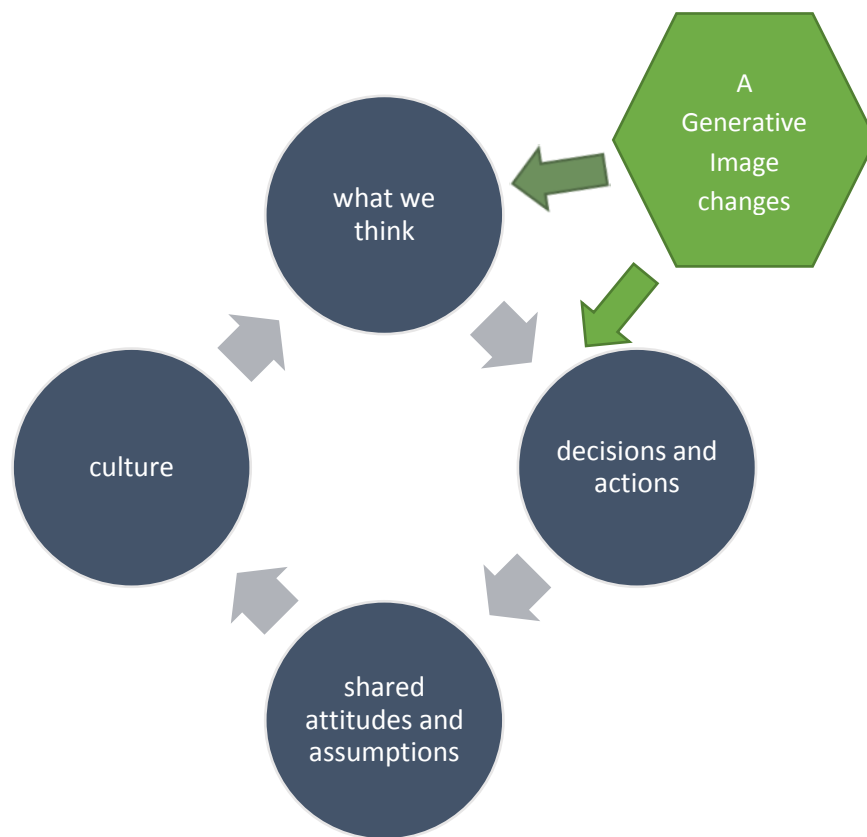 A
Generative
Image
changes
what we
think
decisions and
actions
shared
attitudes and
assumptions
culture